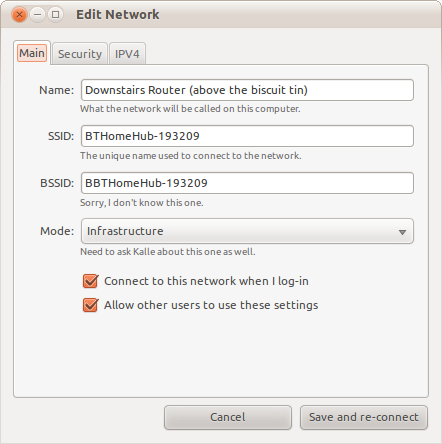 Edit Network
Main Security IPV4
Name: Downstairs Router (above the biscuit tin)
What the network will be called on this computer.
SSID: BTHomeHub-193209
The unique name used to connect to the network.
BSSID: BBTHomeHub-193209
Sorry, I don't know this one.
Mode: Infrastructure
Need to ask Kalle about this one as well.
Connect to this network when I log-in
Allow other users to use these settings
Cancel Save and re-connect